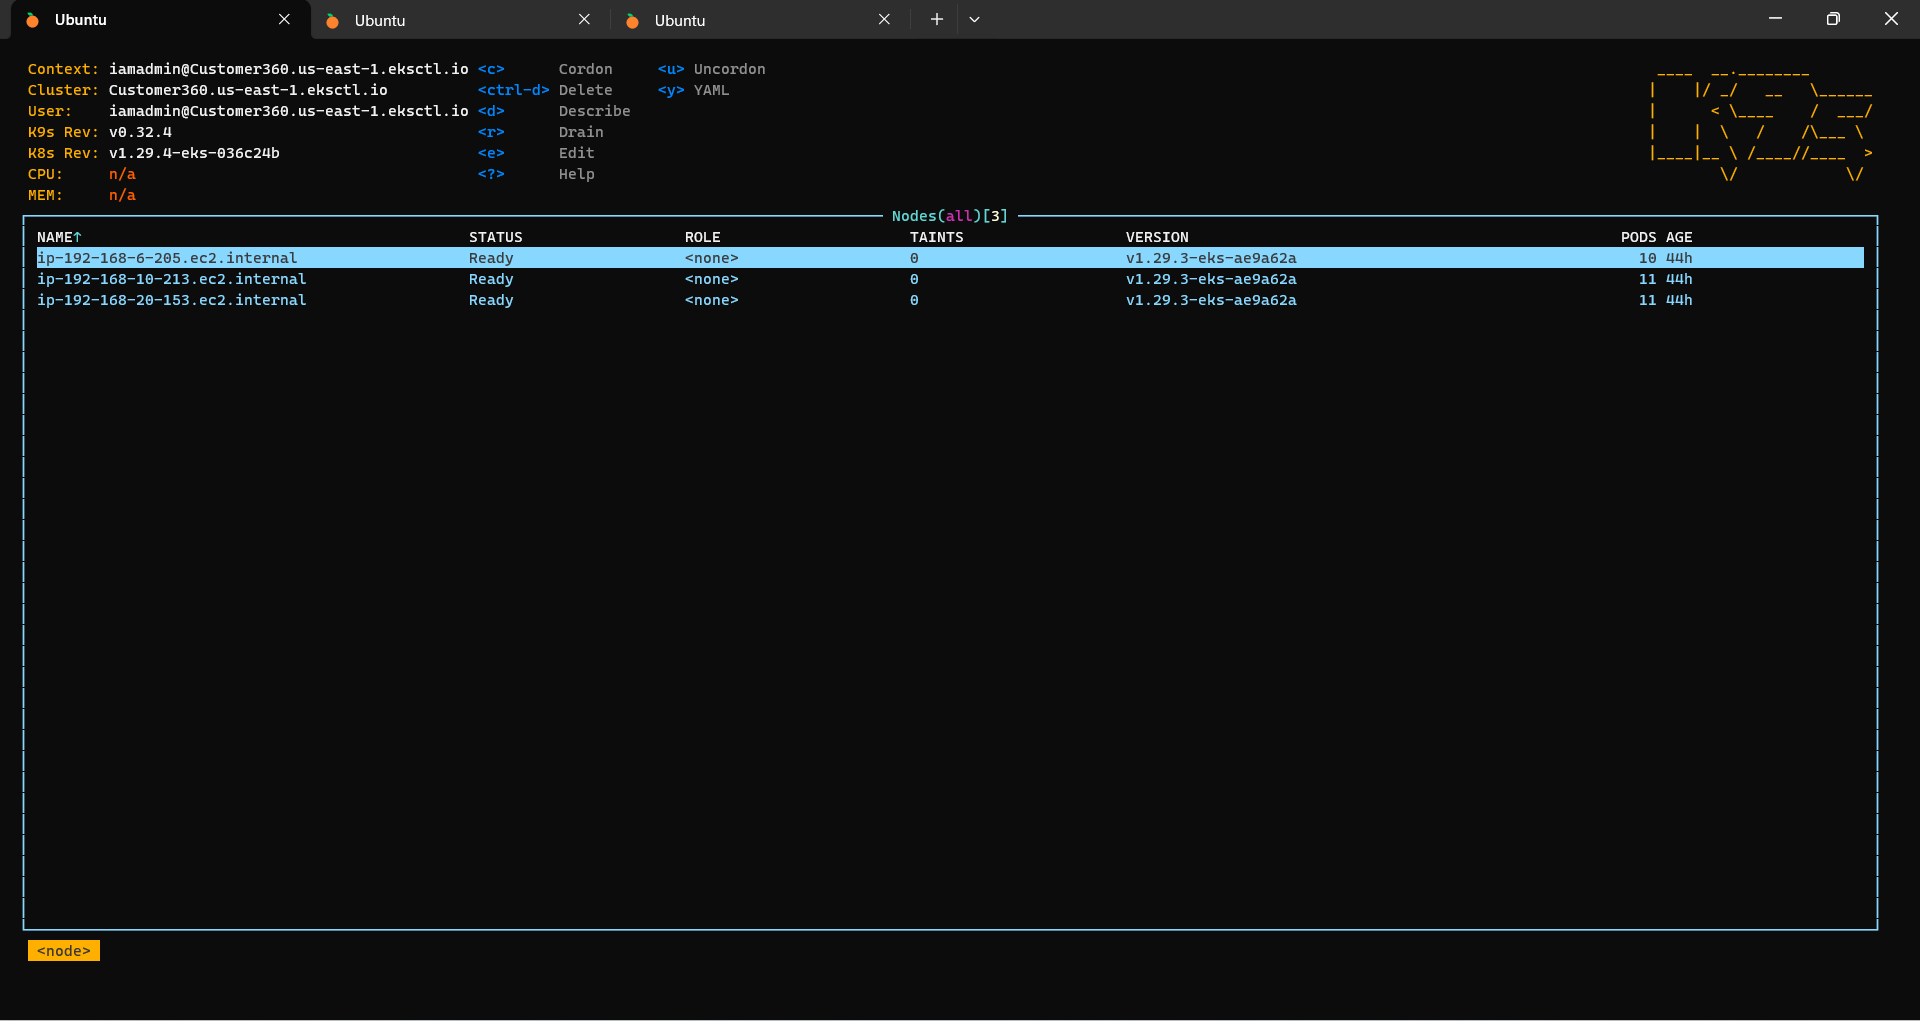 Ubuntu Ubuntu Ubuntu
Context: iamadmin@Customer360.us-east-1.eksctl.io <c> Cordon <u> Uncordon
Cluster: Customer360.us-east-1.eksctl.io <ctrl-d> Delete <y> YAML
User: iamadmin@Customer360.us-east-1.eksctl.io <d> Describe
K9s Rev: v0.32.4 <r> Drain
K8s Rev: v1.29.4-eks-036c24b <e> Edit
CPU: n/a <?> Help
MEM: n/a
Nodes(all)[3]
NAME↑ STATUS ROLE TAINTS VERSION PODS AGE
ip-192-168-6-205.ec2.internal Ready <none> 0 v1.29.3-eks-ae9a62a 10 44h
ip-192-168-10-213.ec2.internal Ready <none> 0 v1.29.3-eks-ae9a62a 11 44h
ip-192-168-20-153.ec2.internal Ready <none> 0 v1.29.3-eks-ae9a62a 11 44h
<node>